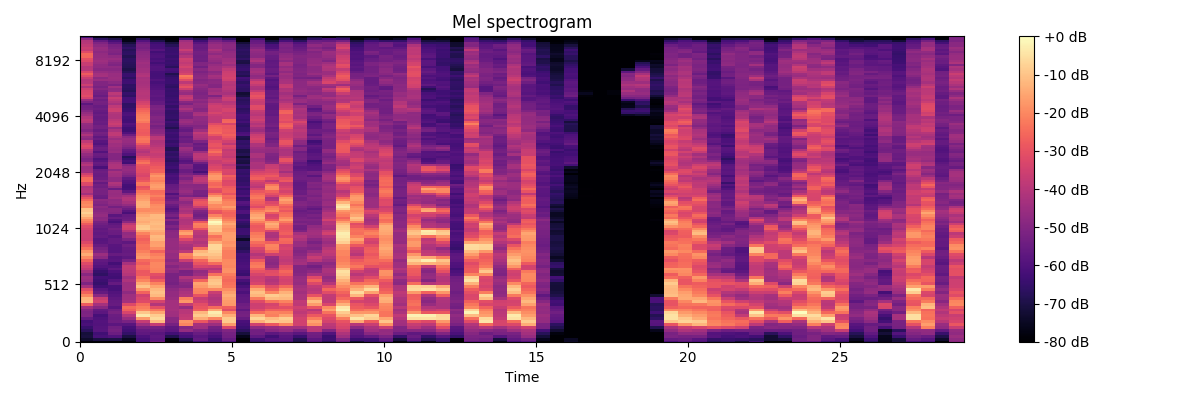 Mel spectrogram
+0 dB
8192
-10 dB
4096
-20 dB
-30 dB
2048
Hz
-40 dB
1024
-50 dB
512
-60 dB
-70 dB
0
-80 dB
0 5 10 15 20 25
Time